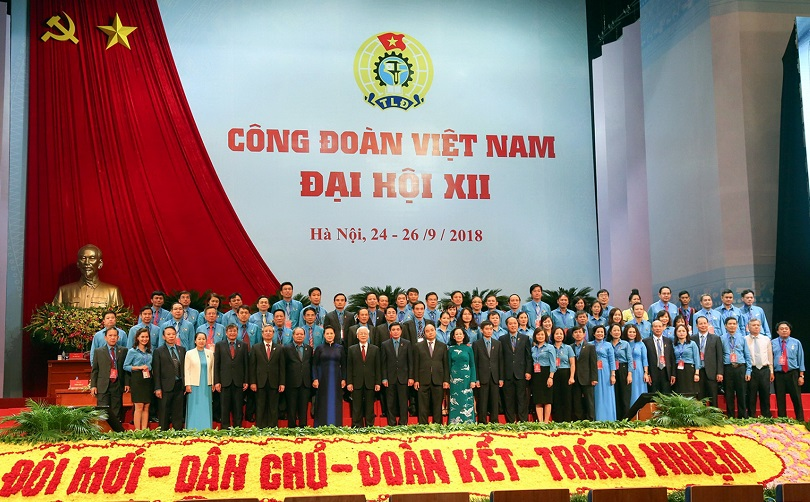 TLĐ
CÔNG ĐOÀN VIỆT NAM
ĐẠI HỘI XII
Hà Nội, 24 - 26 /9 / 2018
ĐỔI MỚI - DÂN CHỦ - ĐOÀN KẾT - TRÁCH NHIỆM